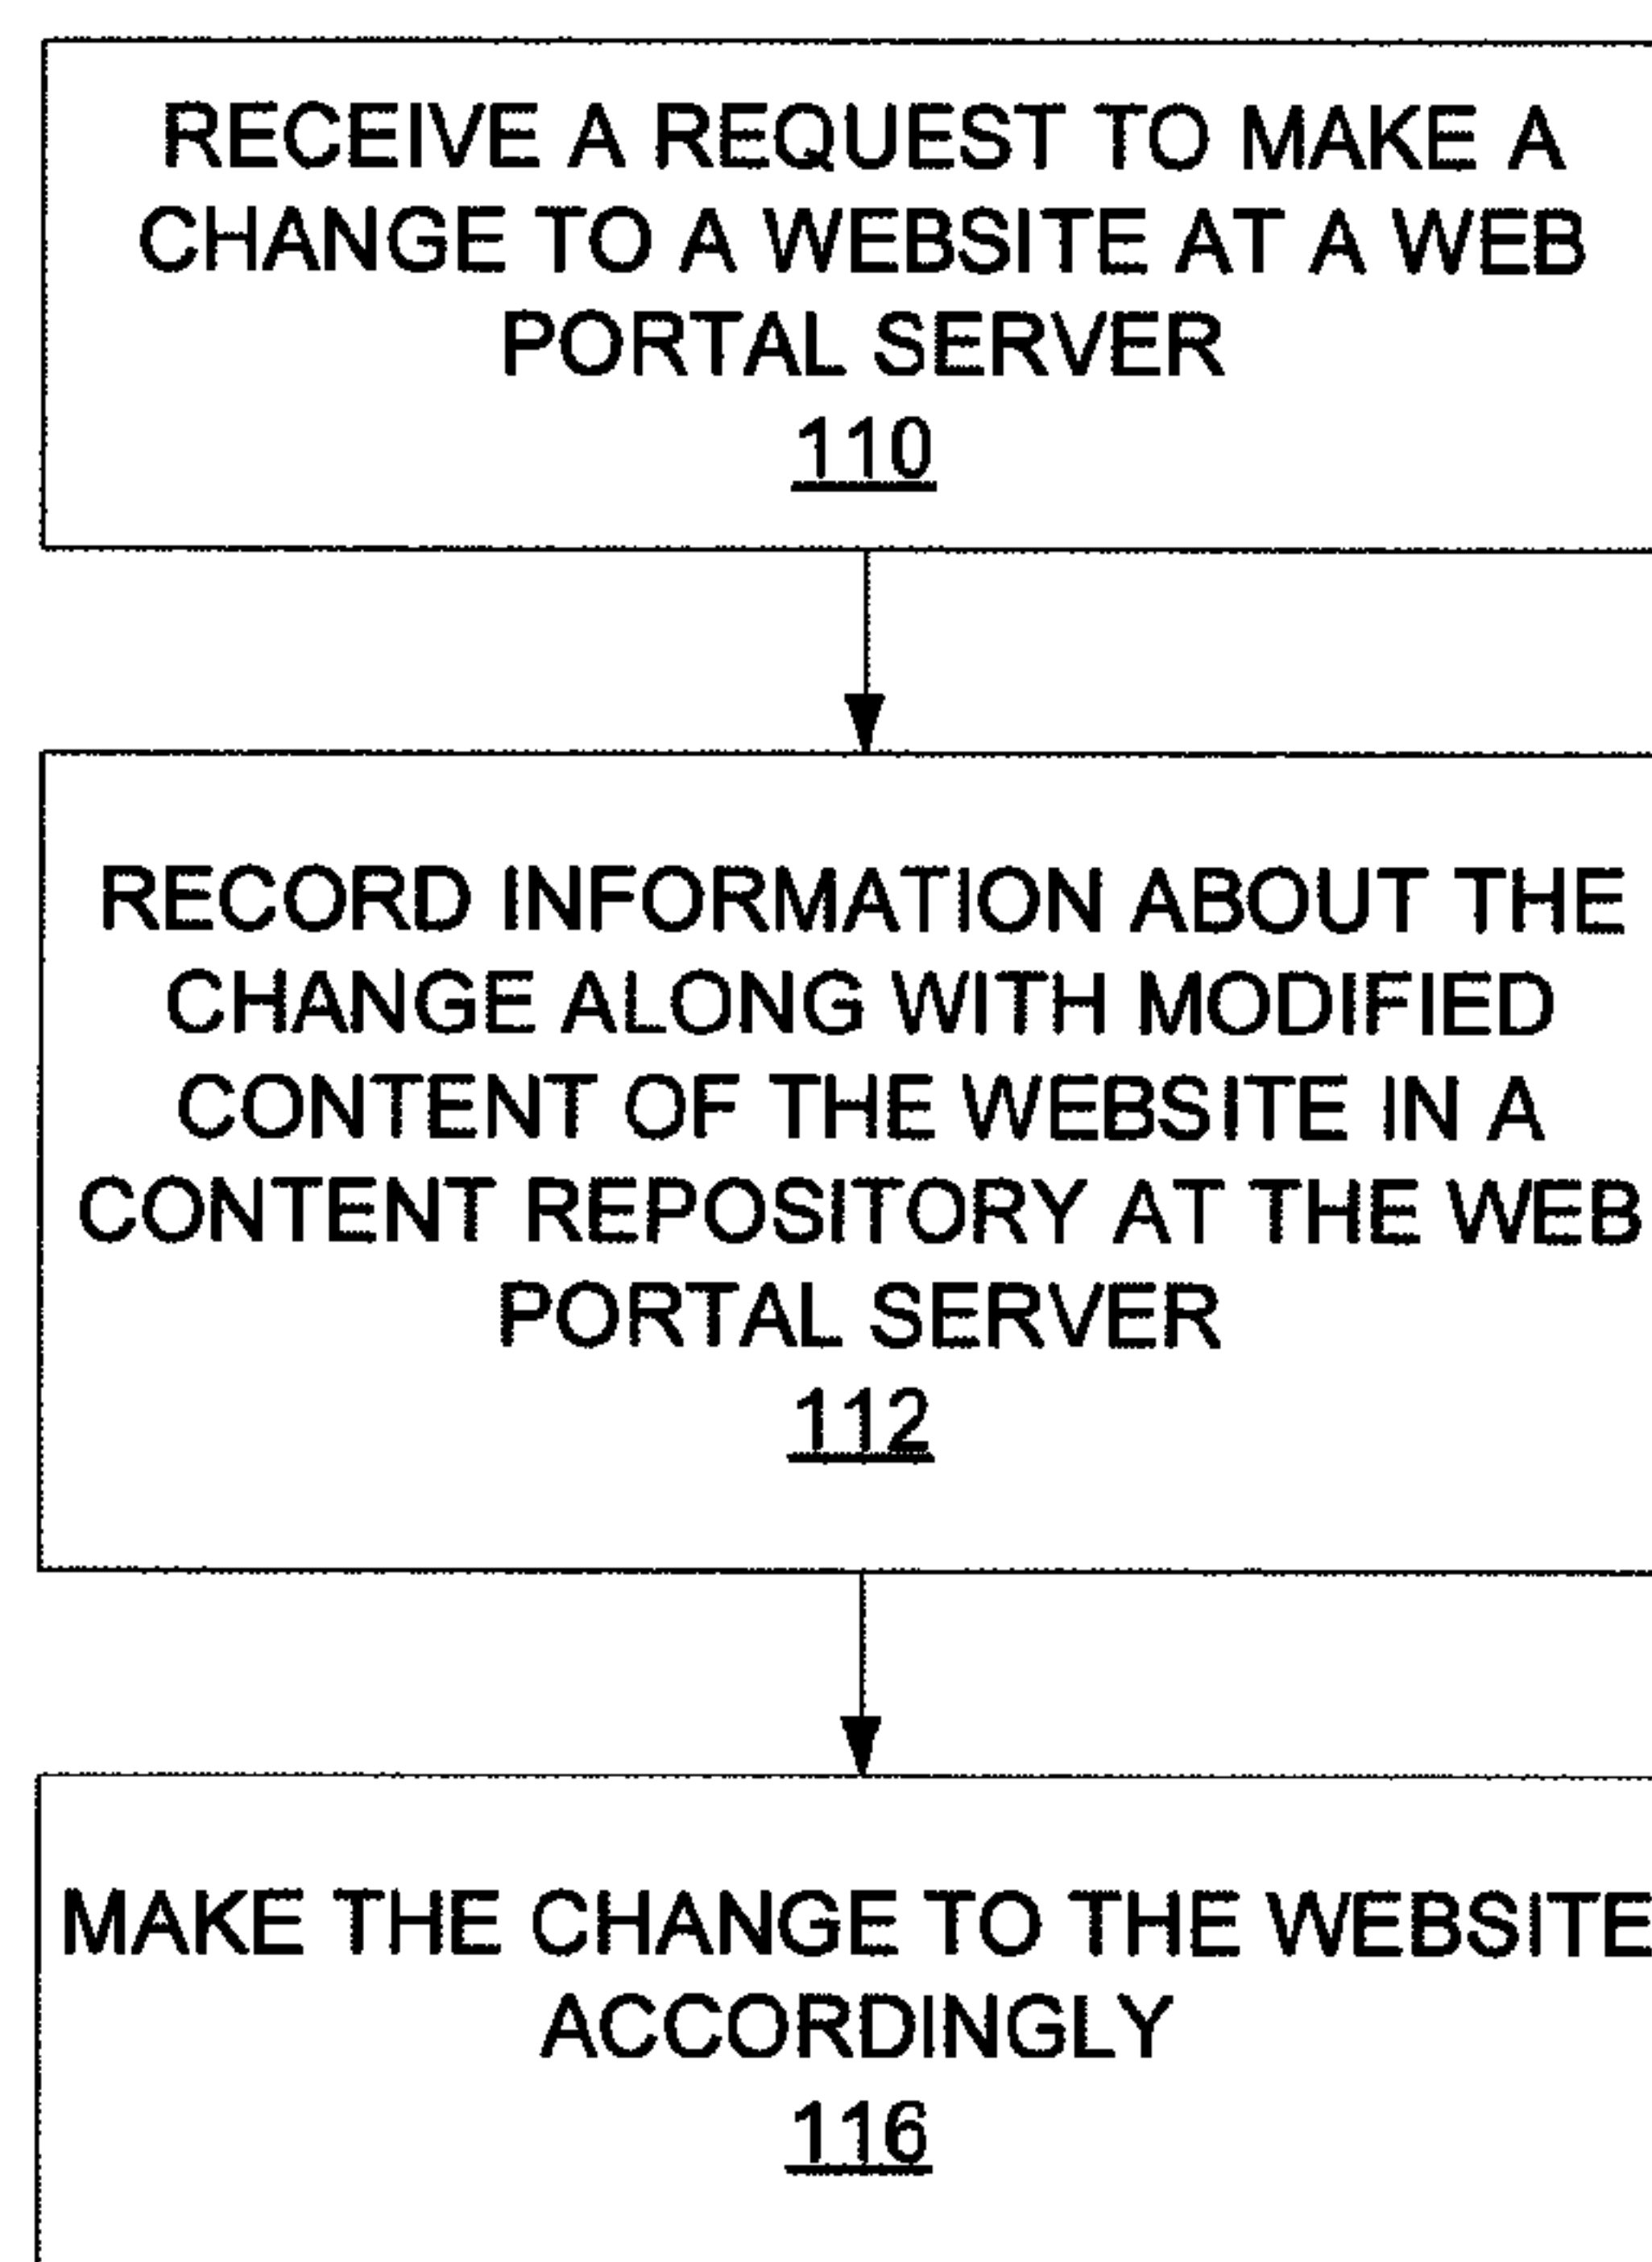 RECEIVE A REQUEST TO MAKE A
CHANGE TO A WEBSITE AT A WEB
PORTAL SERVER
110
RECORD INFORMATION ABOUT THE
CHANGE ALONG WITH MODIFIED
CONTENT OF THE WEBSITE IN A
CONTENT REPOSITORY AT THE WEB
PORTAL SERVER
112
MAKE THE CHANGE TO THE WEBSITE
ACCORDINGLY
116